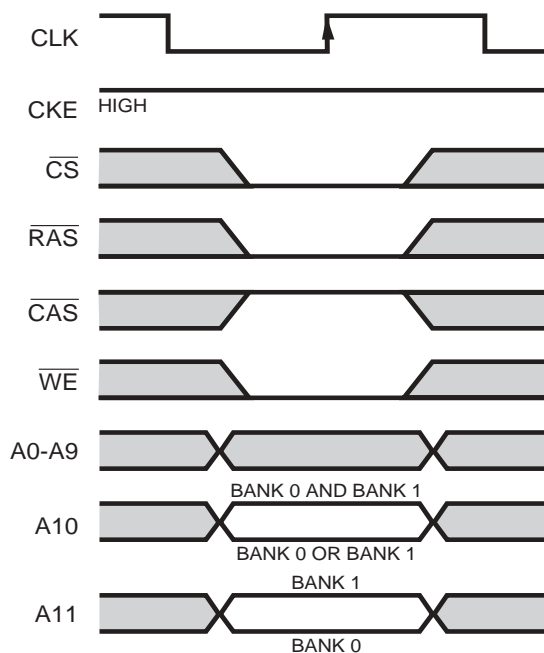 CLK
CKE HIGH
CS
RAS
CAS
WE
A0-A9
BANK 0 AND BANK 1
A10
BANK 0 OR BANK 1
BANK 1
A11
BANK 0